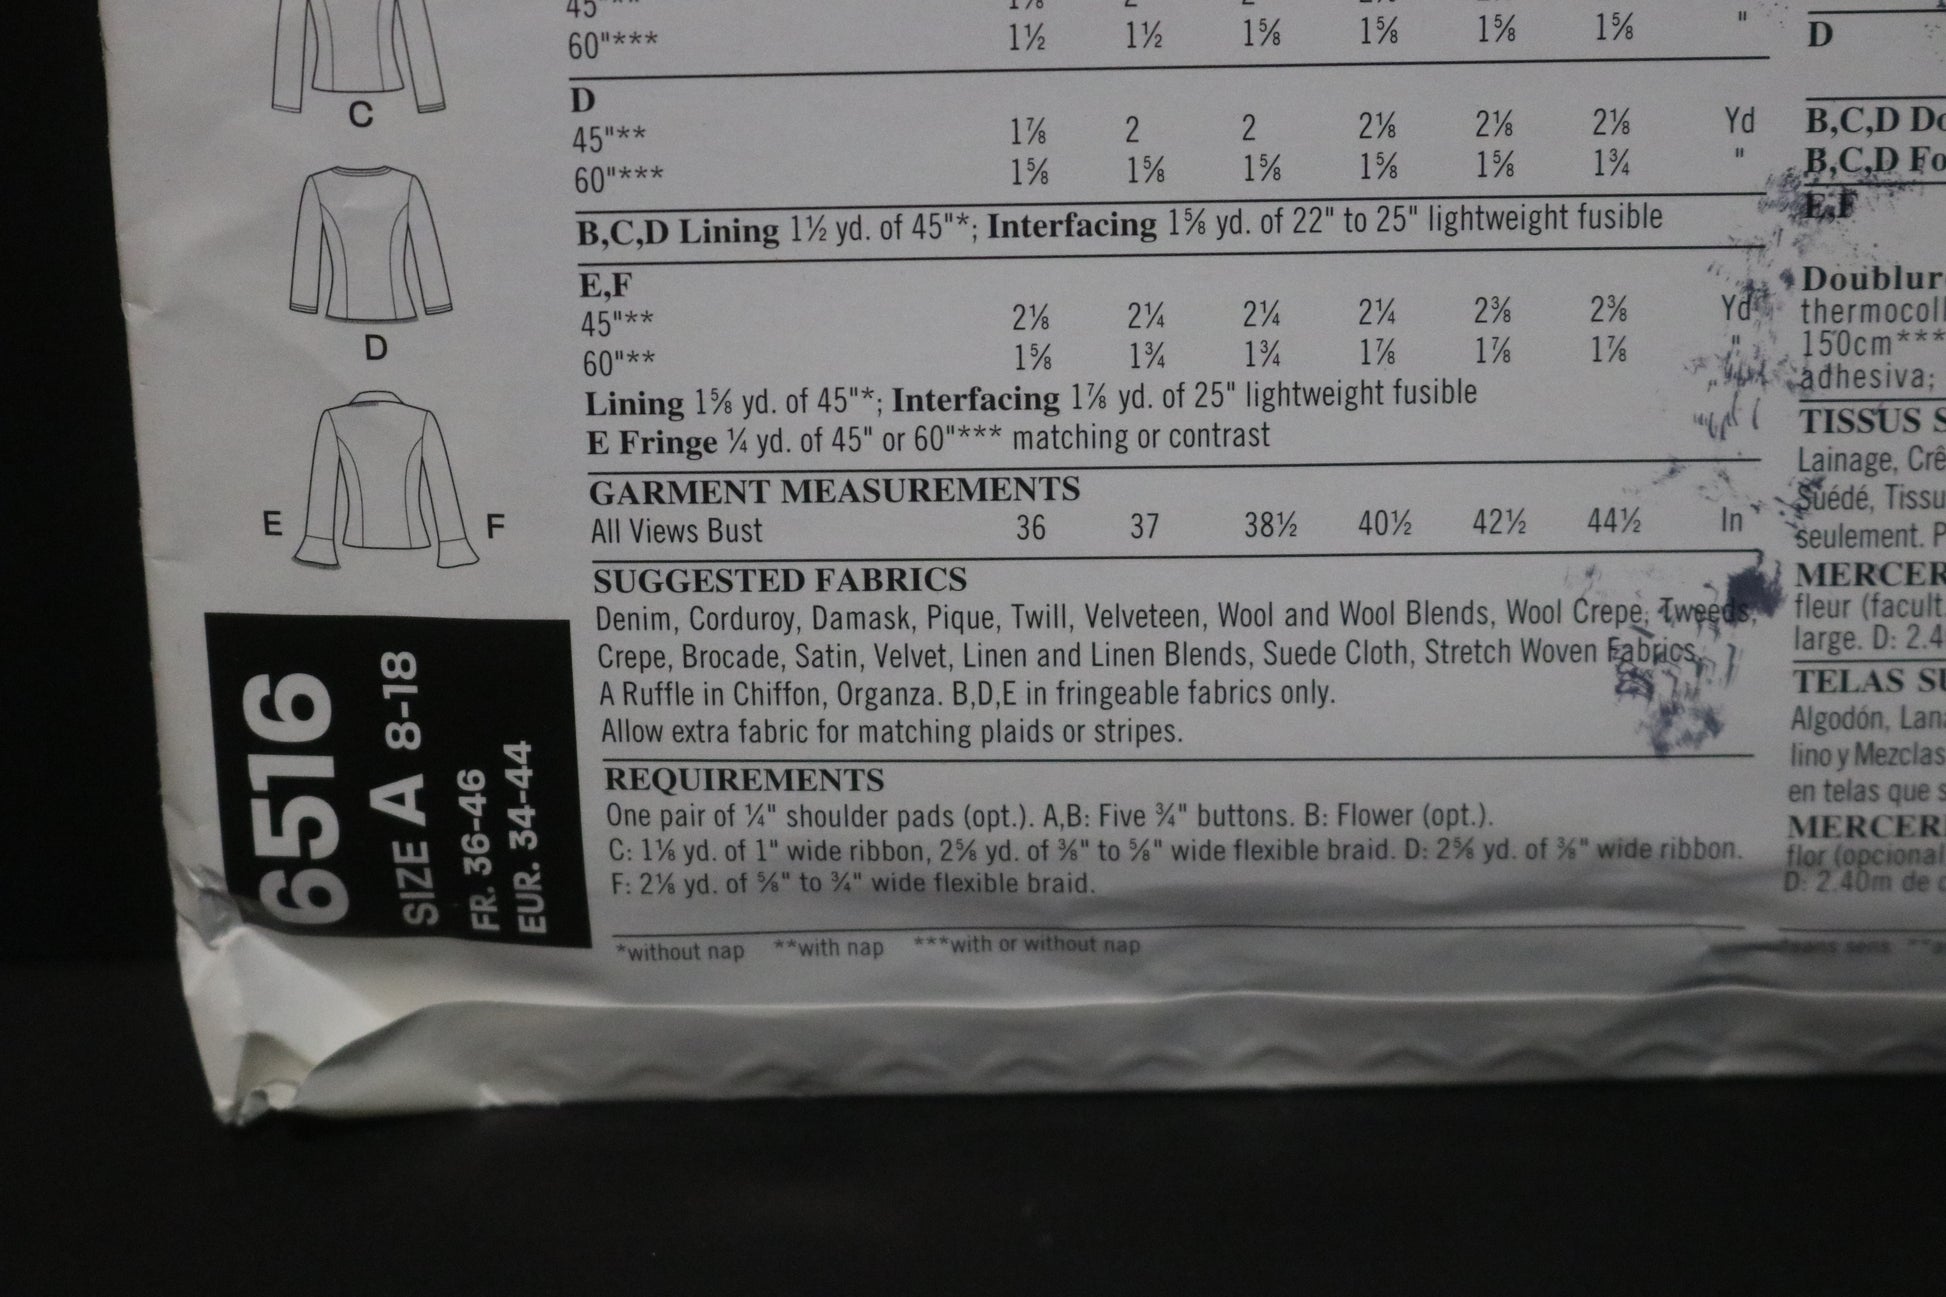 60"*** 1½ 1½ 1⅝ 1⅝ 1⅝ 1⅝ "
D
45"** 1⅞ 2 2 2⅛ 2⅛ 2⅛ Yd
60"*** 1⅝ 1⅝ 1⅝ 1⅝ 1⅝ 1¾ "
B,C,D Lining 1½ yd. of 45"*; Interfacing 1⅝ yd. of 22" to 25" lightweight fusible
E,F
45"** 2⅛ 2¼ 2¼ 2¼ 2⅜ 2⅜ Yd
60"** 1⅝ 1¾ 1¾ 1⅞ 1⅞ 1⅞ "
Lining 1⅝ yd. of 45"*; Interfacing 1⅞ yd. of 25" lightweight fusible
E Fringe ¼ yd. of 45" or 60"*** matching or contrast
GARMENT MEASUREMENTS
All Views Bust 36 37 38½ 40½ 42½ 44½ In
SUGGESTED FABRICS
Denim, Corduroy, Damask, Pique, Twill, Velveteen, Wool and Wool Blends, Wool Crepe, Tweeds,
Crepe, Brocade, Satin, Velvet, Linen and Linen Blends, Suede Cloth, Stretch Woven Fabrics.
A Ruffle in Chiffon, Organza. B,D,E in fringeable fabrics only.
Allow extra fabric for matching plaids or stripes.
REQUIREMENTS
One pair of ¼" shoulder pads (opt.). A,B: Five ¾" buttons. B: Flower (opt.).
C: 1⅛ yd. of 1" wide ribbon, 2⅝ yd. of ⅜" to ⅝" wide flexible braid. D: 2⅝ yd. of ⅜" wide ribbon.
F: 2⅛ yd. of ⅝" to ¾" wide flexible braid.
*without nap **with nap ***with or without nap
C
D
E F
6516
SIZE A 8-18
FR. 36-46
EUR. 34-44
D
B,C,D
B,C,D
E,F
150cm***
adhesiva;
TISSUS
Lainage,
Suédé,
seulement.
fleur
large. D:
TELAS
Algodón,
lino y Mezclas
en telas que
flor (opcional
D: 2.40m de